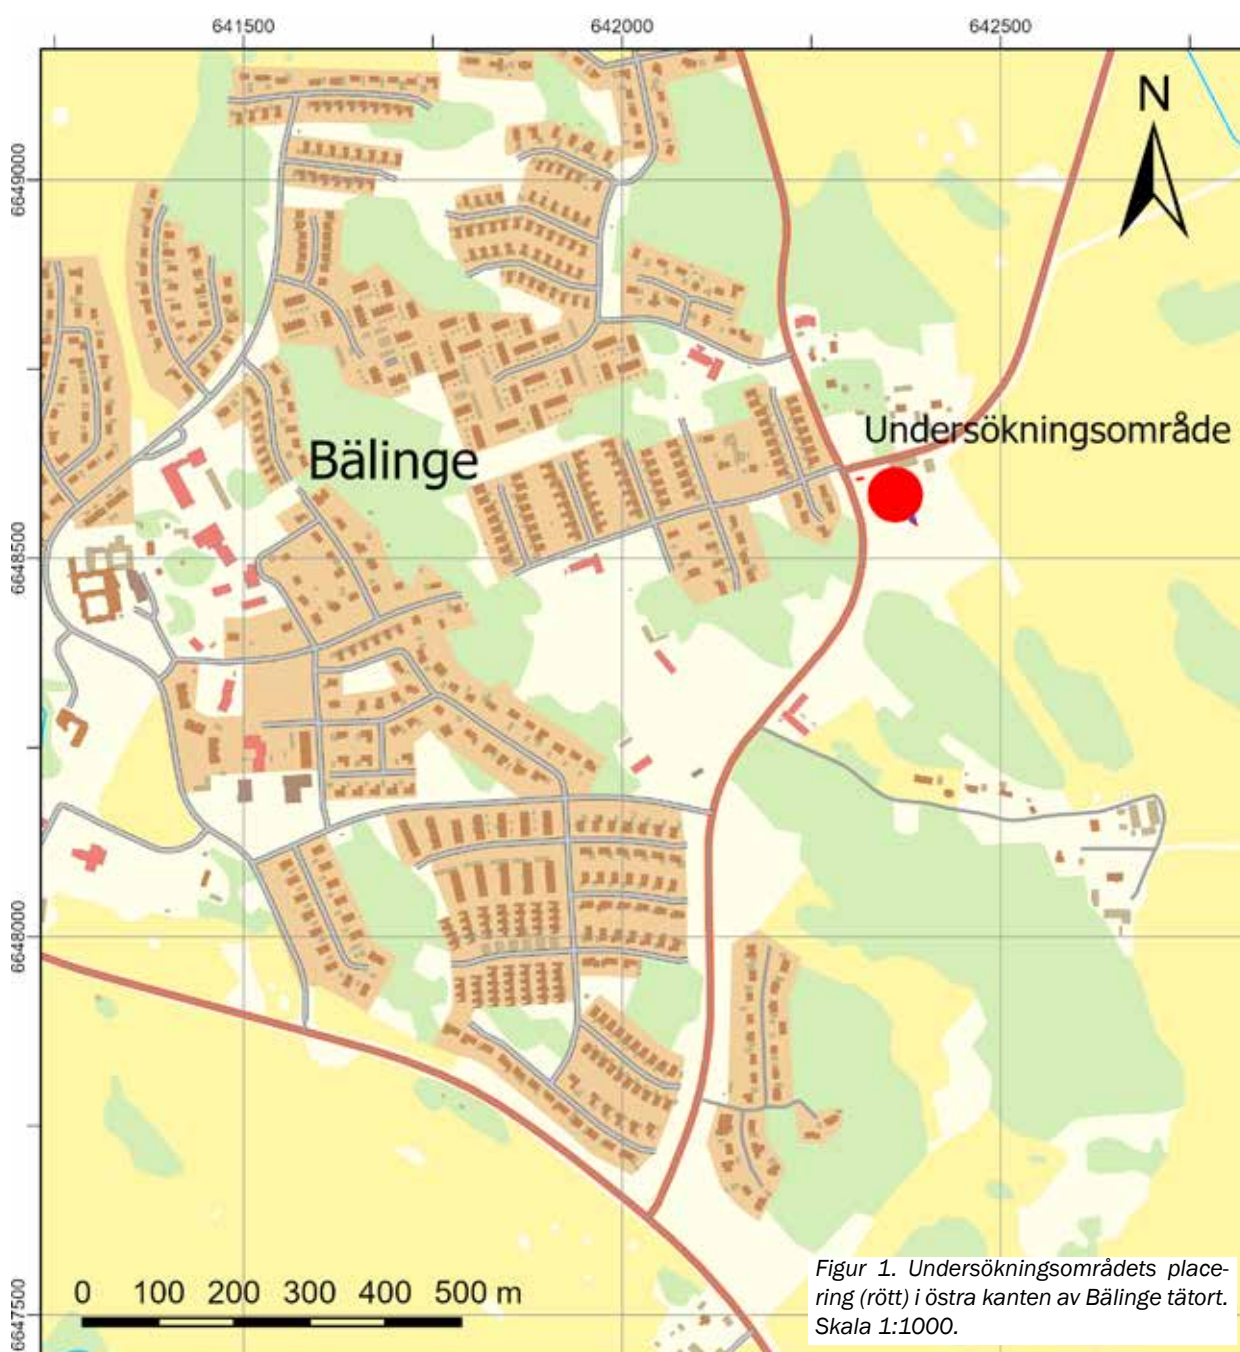 641500
642000
642500
N
6649000
Undersökningsområde
Bälinge
6648500
6648000
0 100 200 300 400 500 m
6647500
Figur 1. Undersökningsområdets place-
ring (rött) i östra kanten av Bälinge tätort.
Skala 1:1000.